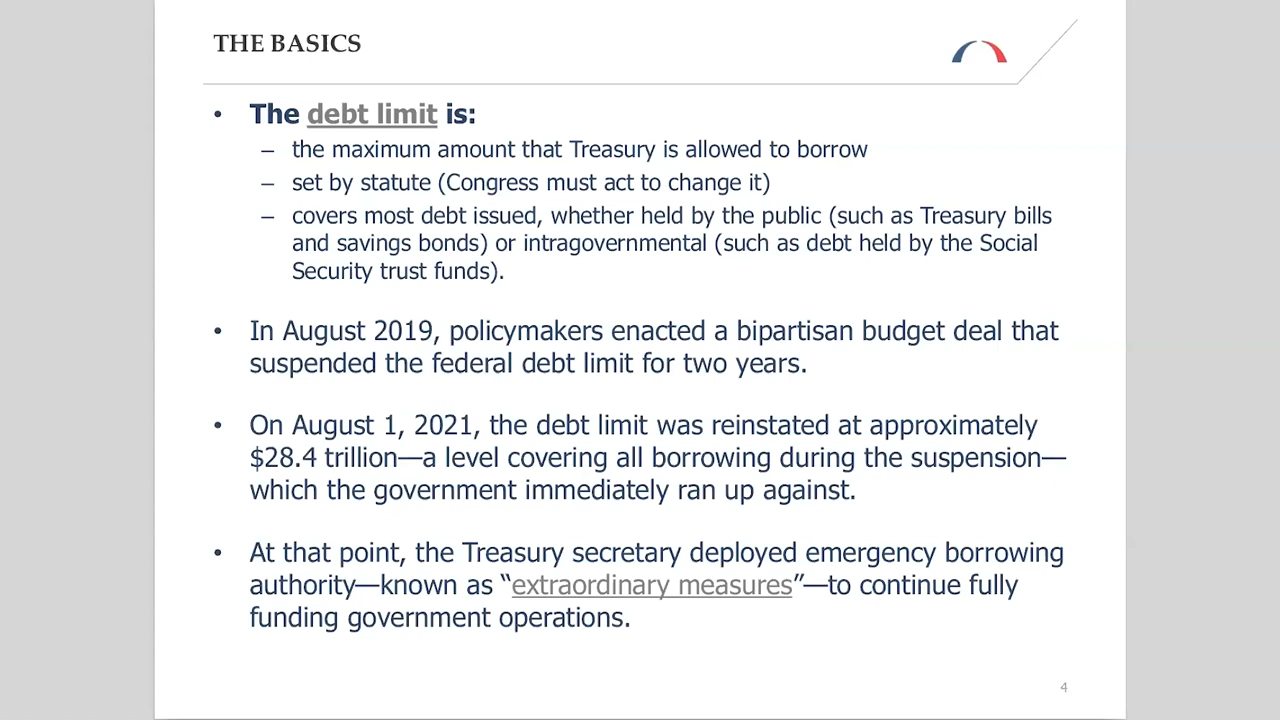 THE BASICS
• The debt limit is:
– the maximum amount that Treasury is allowed to borrow
– set by statute (Congress must act to change it)
– covers most debt issued, whether held by the public (such as Treasury bills
and savings bonds) or intragovernmental (such as debt held by the Social
Security trust funds).
• In August 2019, policymakers enacted a bipartisan budget deal that
suspended the federal debt limit for two years.
• On August 1, 2021, the debt limit was reinstated at approximately
$28.4 trillion—a level covering all borrowing during the suspension—
which the government immediately ran up against.
• At that point, the Treasury secretary deployed emergency borrowing
authority—known as “extraordinary measures”—to continue fully
funding government operations.
4